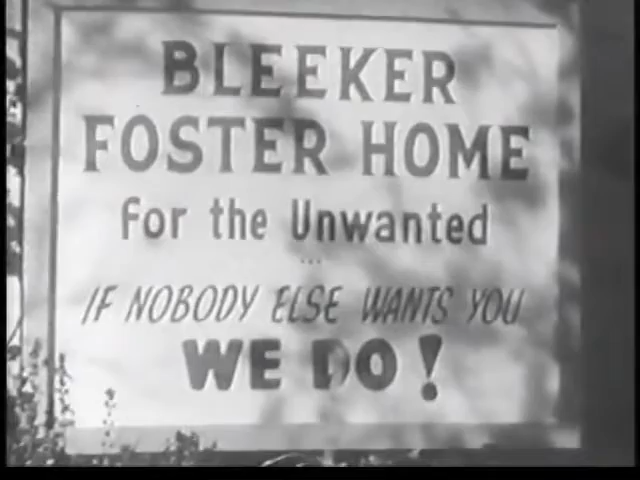 BLEEKER
FOSTER HOME
for the Unwanted
...
IF NOBODY ELSE WANTS YOU
WE DO!